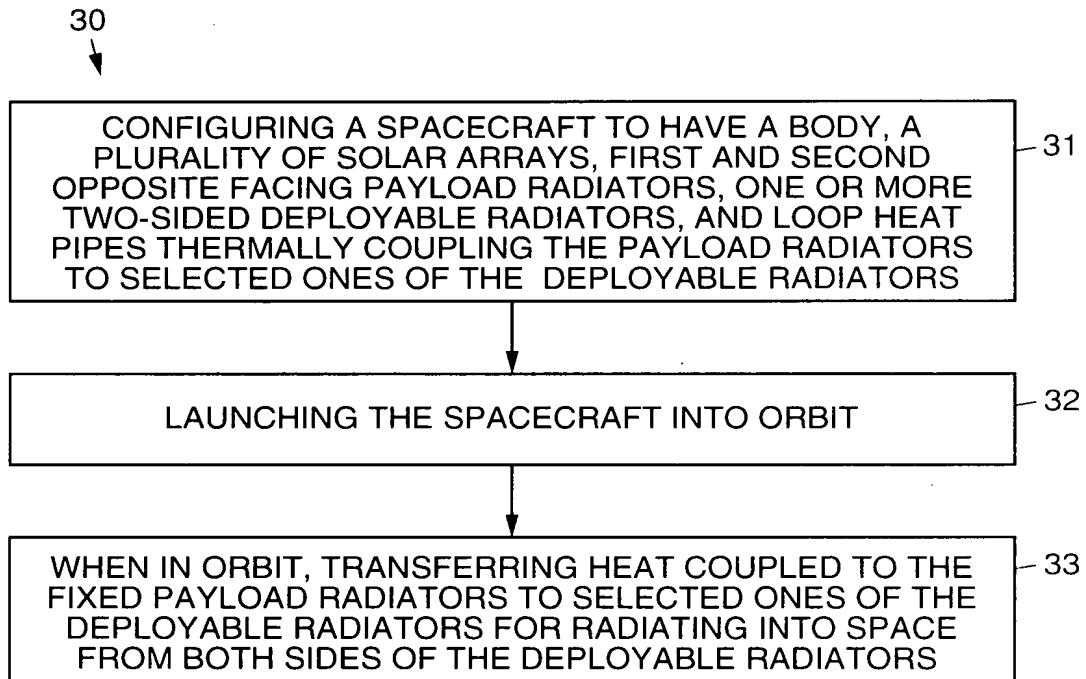 30
CONFIGURING A SPACECRAFT TO HAVE A BODY, A
PLURALITY OF SOLAR ARRAYS, FIRST AND SECOND
OPPOSITE FACING PAYLOAD RADIATORS, ONE OR MORE
TWO-SIDED DEPLOYABLE RADIATORS, AND LOOP HEAT
PIPES THERMALLY COUPLING THE PAYLOAD RADIATORS
TO SELECTED ONES OF THE DEPLOYABLE RADIATORS
31
LAUNCHING THE SPACECRAFT INTO ORBIT
32
WHEN IN ORBIT, TRANSFERRING HEAT COUPLED TO THE
FIXED PAYLOAD RADIATORS TO SELECTED ONES OF THE
DEPLOYABLE RADIATORS FOR RADIATING INTO SPACE
FROM BOTH SIDES OF THE DEPLOYABLE RADIATORS
33